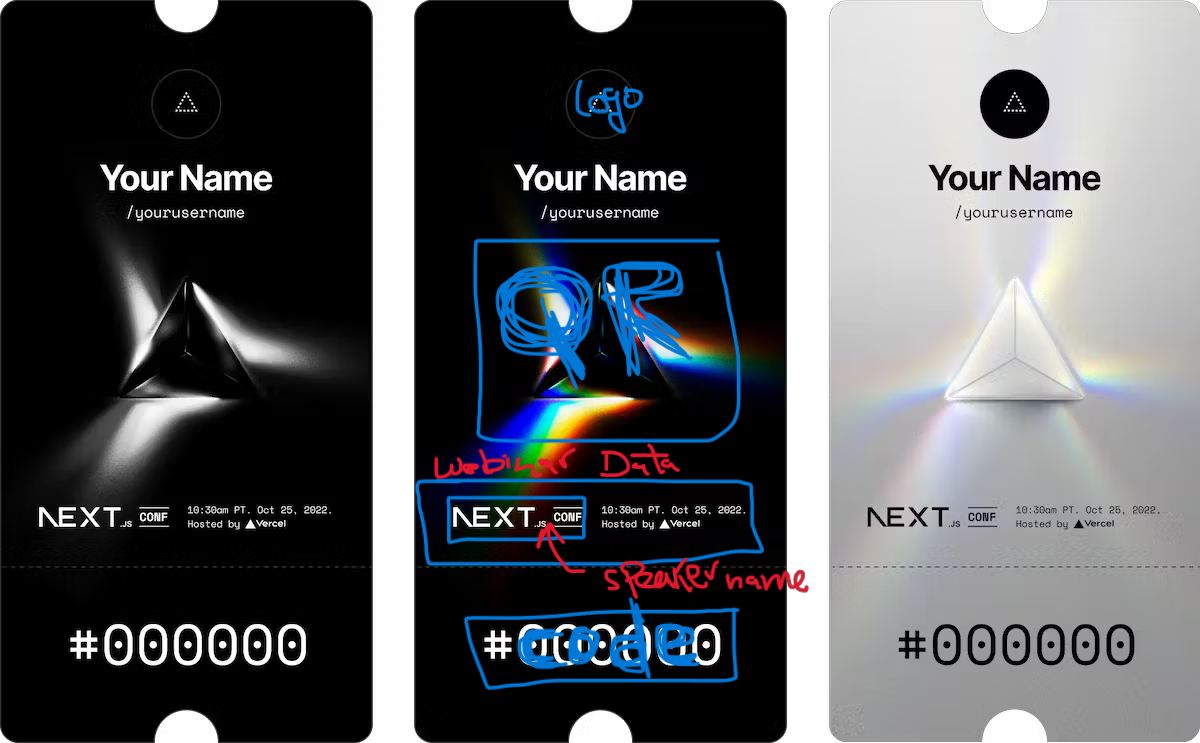 Your Name
/yourusername
NEXT.JS CONF
10:30am PT. Oct 25, 2022.
Hosted by Vercel
#000000
Logo
Your Name
/yourusername
QR
Webinar Data
NEXT.JS CONF
10:30am PT. Oct 25, 2022.
Hosted by Vercel
speaker name
#000000
code
Your Name
/yourusername
NEXT.JS CONF
10:30am PT. Oct 25, 2022.
Hosted by Vercel
#000000